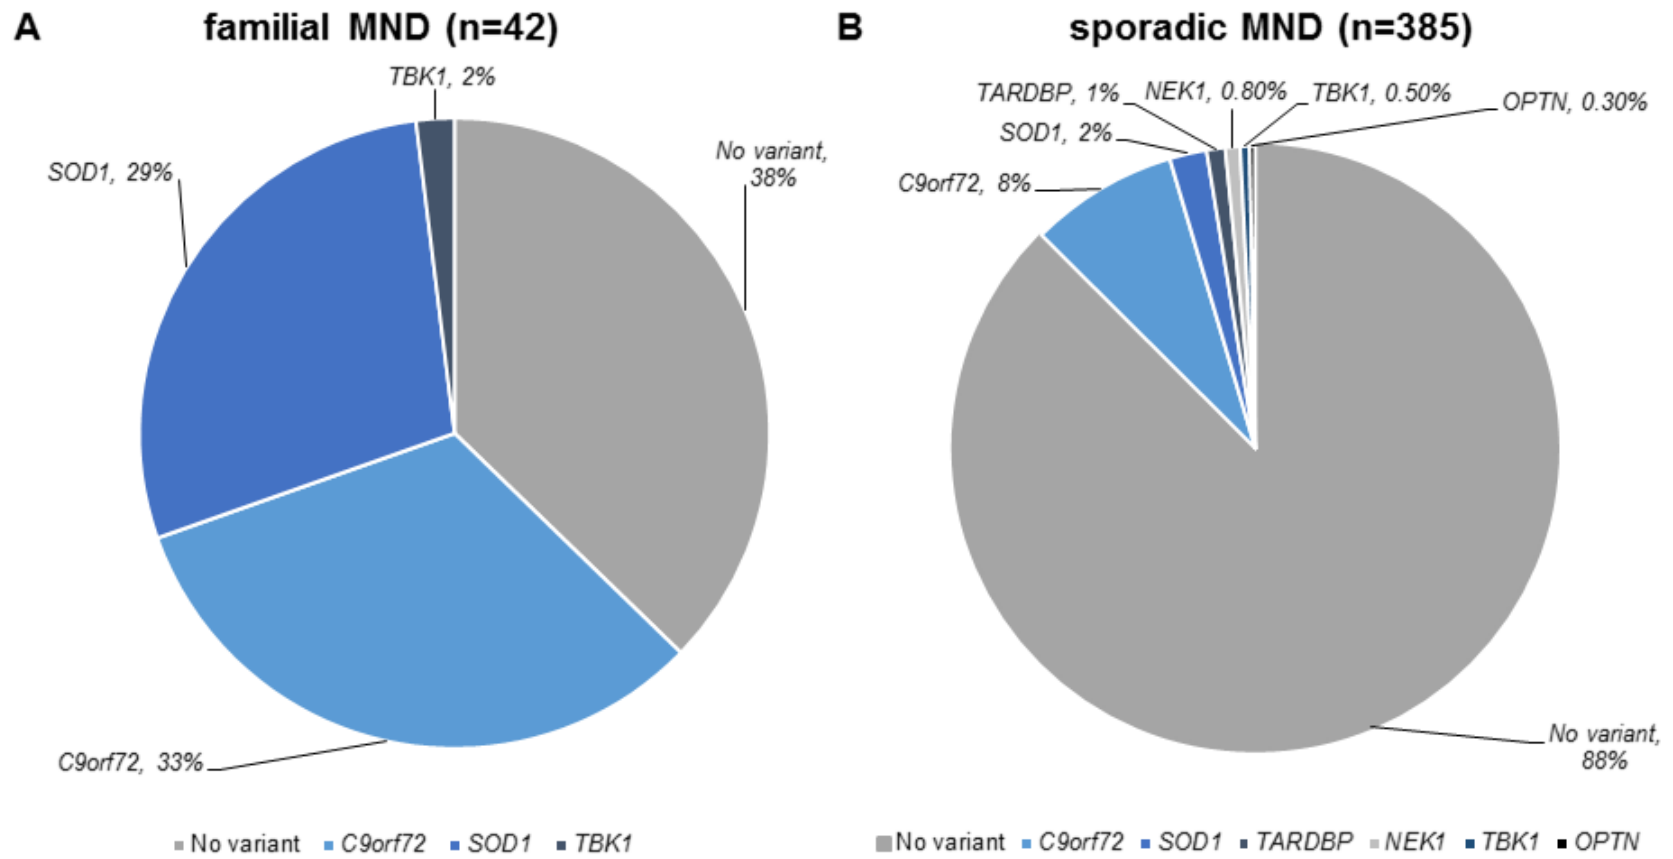 A familial MND (n=42)
TBK1, 2%
No variant,
38%
SOD1, 29%
C9orf72, 33%
No variant C9orf72 SOD1 TBK1
B sporadic MND (n=385)
TARDBP, 1% NEK1, 0.80% TBK1, 0.50% OPTN, 0.30%
SOD1, 2%
C9orf72, 8%
No variant,
88%
No variant C9orf72 SOD1 TARDBP NEK1 TBK1 OPTN